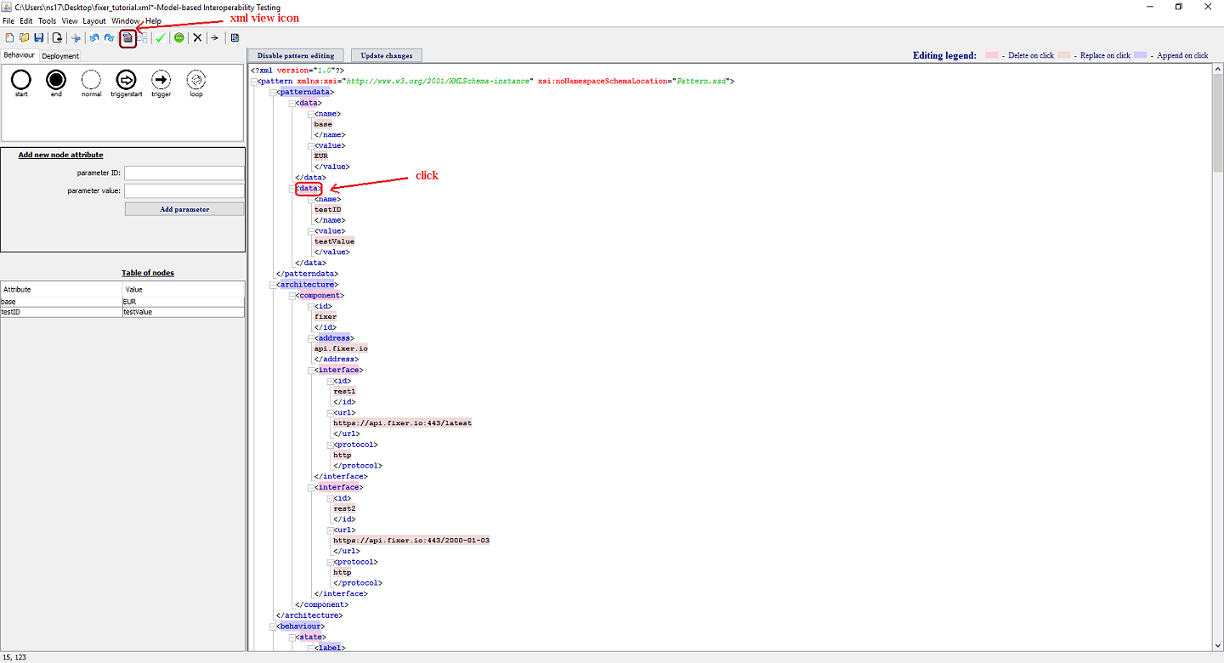 C:\Users\ns17\Desktop\fixer_tutorial.xml*-Model-based Interoperability Testing
File Edit Tools View Layout Window Help
xml view icon
Behaviour Deployment
start end normal triggerstart trigger loop
Add new node attribute
parameter ID:
parameter value:
Add parameter
Table of nodes
Attribute Value
base EUR
testID testValue
Disable pattern editing Update changes
Editing legend: - Delete on click - Replace on click - Append on click
<?xml version="1.0"?>
<pattern xmlns:xsi="http://www.w3.org/2001/XMLSchema-instance" xsi:noNamespaceSchemaLocation="Pattern.xsd">
<patterndata>
<data>
<name>
base
</name>
<value>
EUR
</value>
</data>
<data>
click
<name>
testID
</name>
<value>
testValue
</value>
</data>
</patterndata>
<architecture>
<component>
<id>
fixer
</id>
<address>
api.fixer.io
</address>
<interface>
<id>
rest1
</id>
<url>
https://api.fixer.io:443/latest
</url>
<protocol>
http
</protocol>
</interface>
<interface>
<id>
rest2
</id>
<url>
https://api.fixer.io:443/2000-01-03
</url>
<protocol>
http
</protocol>
</interface>
</component>
</architecture>
<behaviour>
<state>
<label>
15, 123